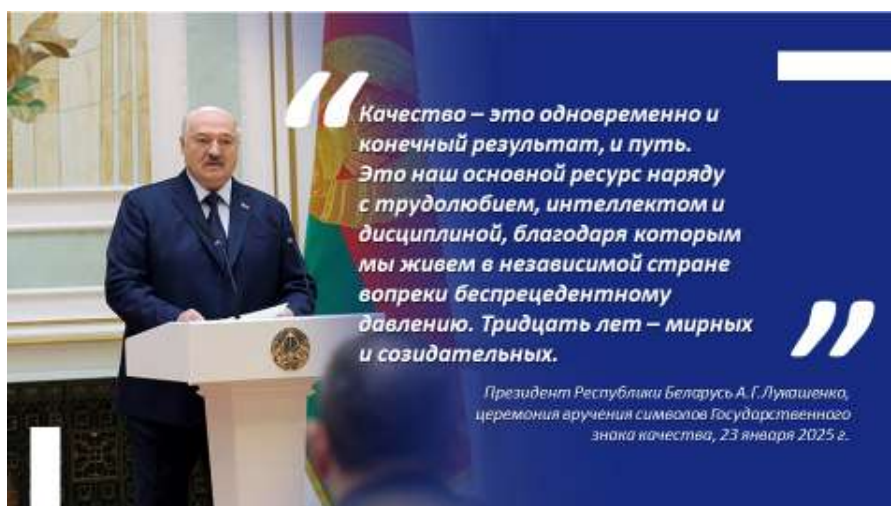 “
Качество – это одновременно и
конечный результат, и путь.
Это наш основной ресурс наряду
с трудолюбием, интеллектом и
дисциплиной, благодаря которым
мы живем в независимой стране
вопреки беспрецедентному
давлению. Тридцать лет – мирных
и созидательных.
”
Президент Республики Беларусь А.Г.Лукашенко,
церемония вручения символов Государственного
знака качества, 23 января 2025 г.